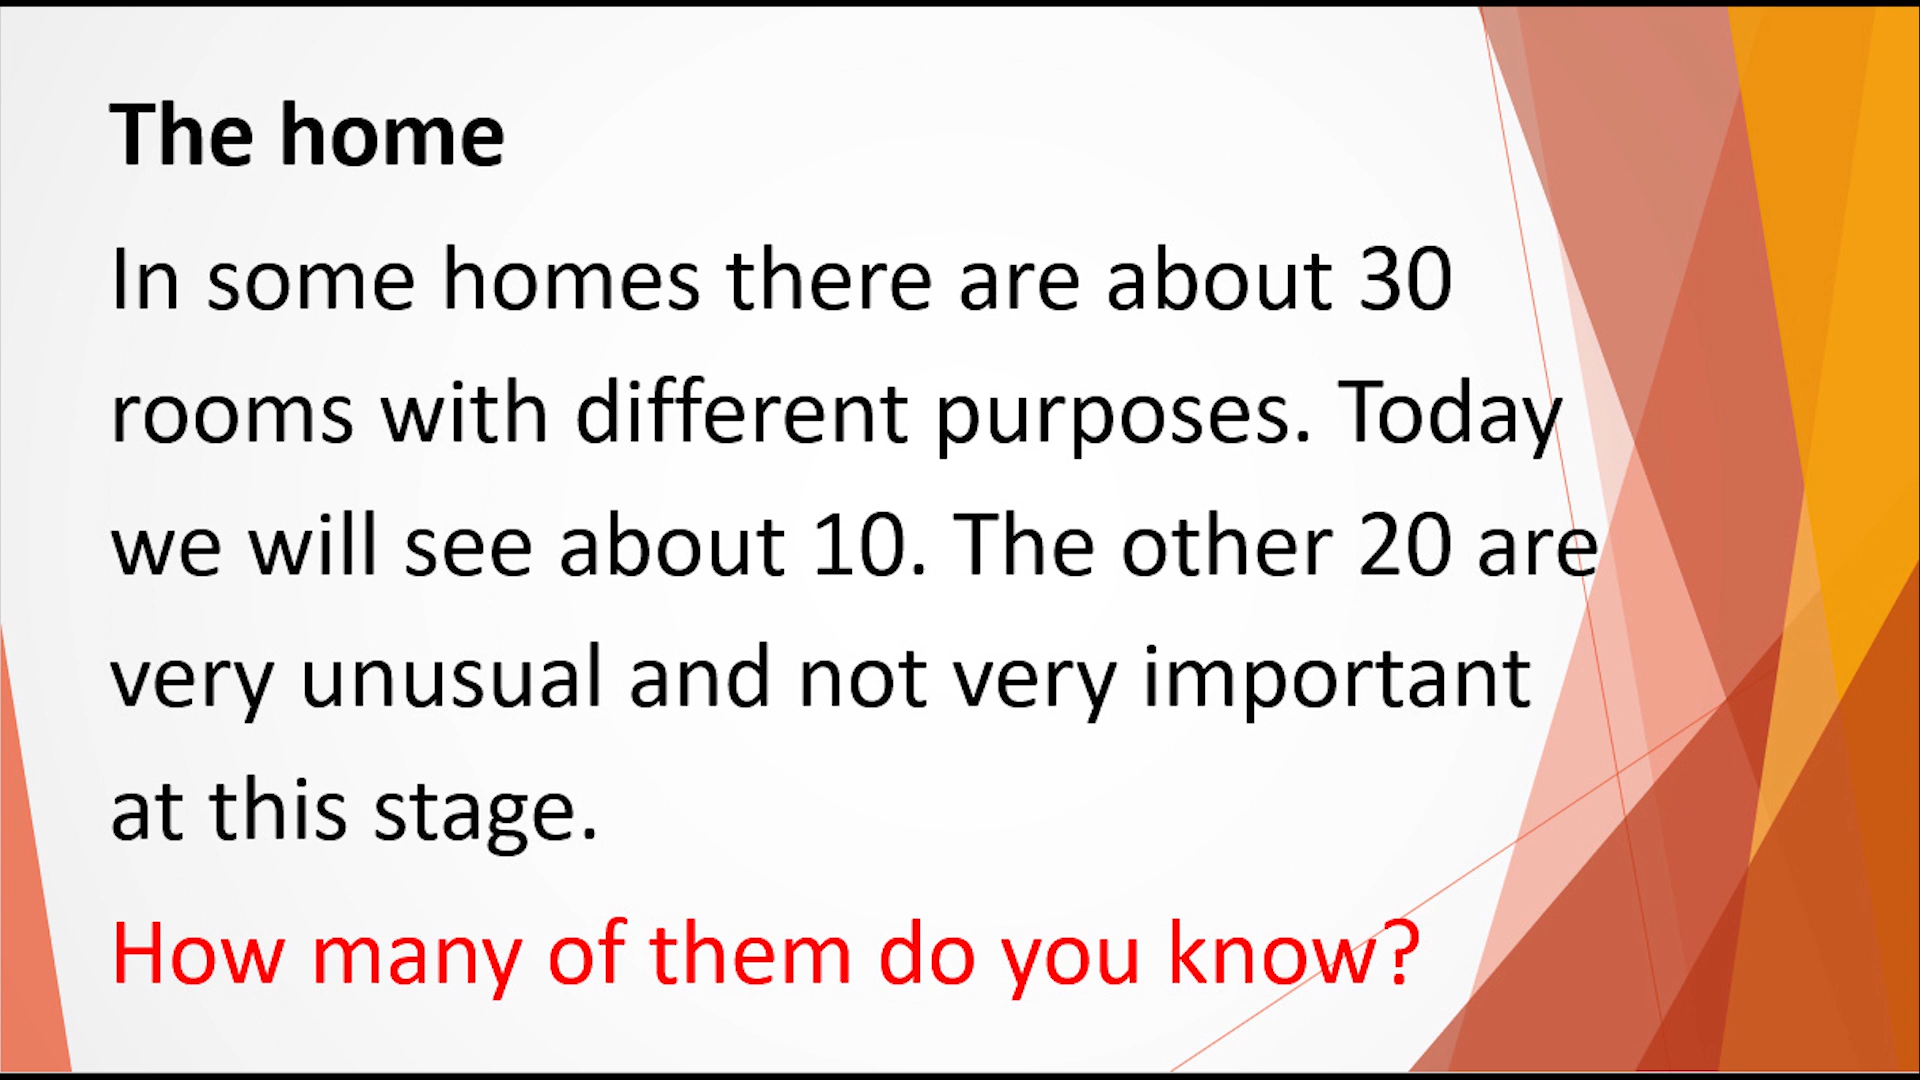 The home
In some homes there are about 30
rooms with different purposes. Today
we will see about 10. The other 20 are
very unusual and not very important
at this stage.
How many of them do you know?